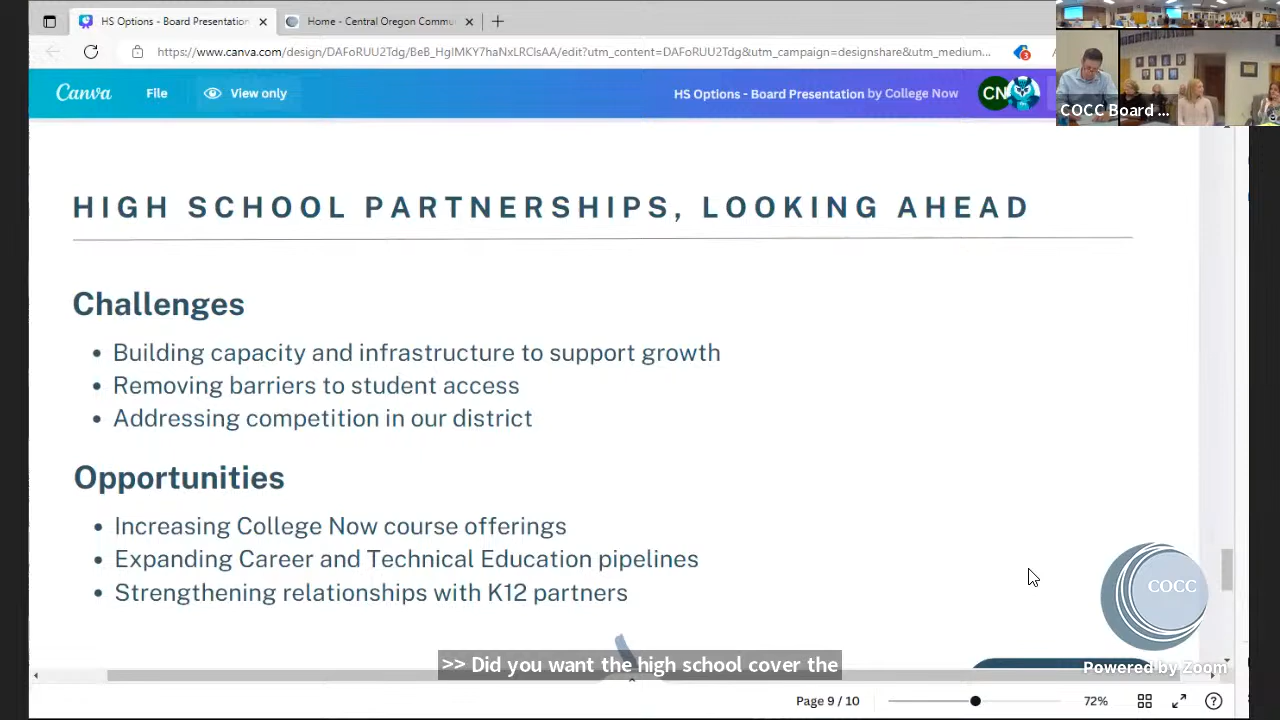 HS Options - Board Presentation
Home - Central Oregon Commu
https://www.canva.com/design/DAFoRUU2Tdg/Be8_HgIMKY7haNxLRCIsAA/edit?utm_content=DAFoRUU2Tdg&utm_campaign=designshare&utm_medium...
3
Canva File View only
HS Options - Board Presentation by College Now
CN
COCC Board ...
HIGH SCHOOL PARTNERSHIPS, LOOKING AHEAD
Challenges
• Building capacity and infrastructure to support growth
• Removing barriers to student access
• Addressing competition in our district
Opportunities
• Increasing College Now course offerings
• Expanding Career and Technical Education pipelines
• Strengthening relationships with K12 partners
COCC
>> Did you want the high school cover the
Powered by Zoom
Page 9 / 10
72%